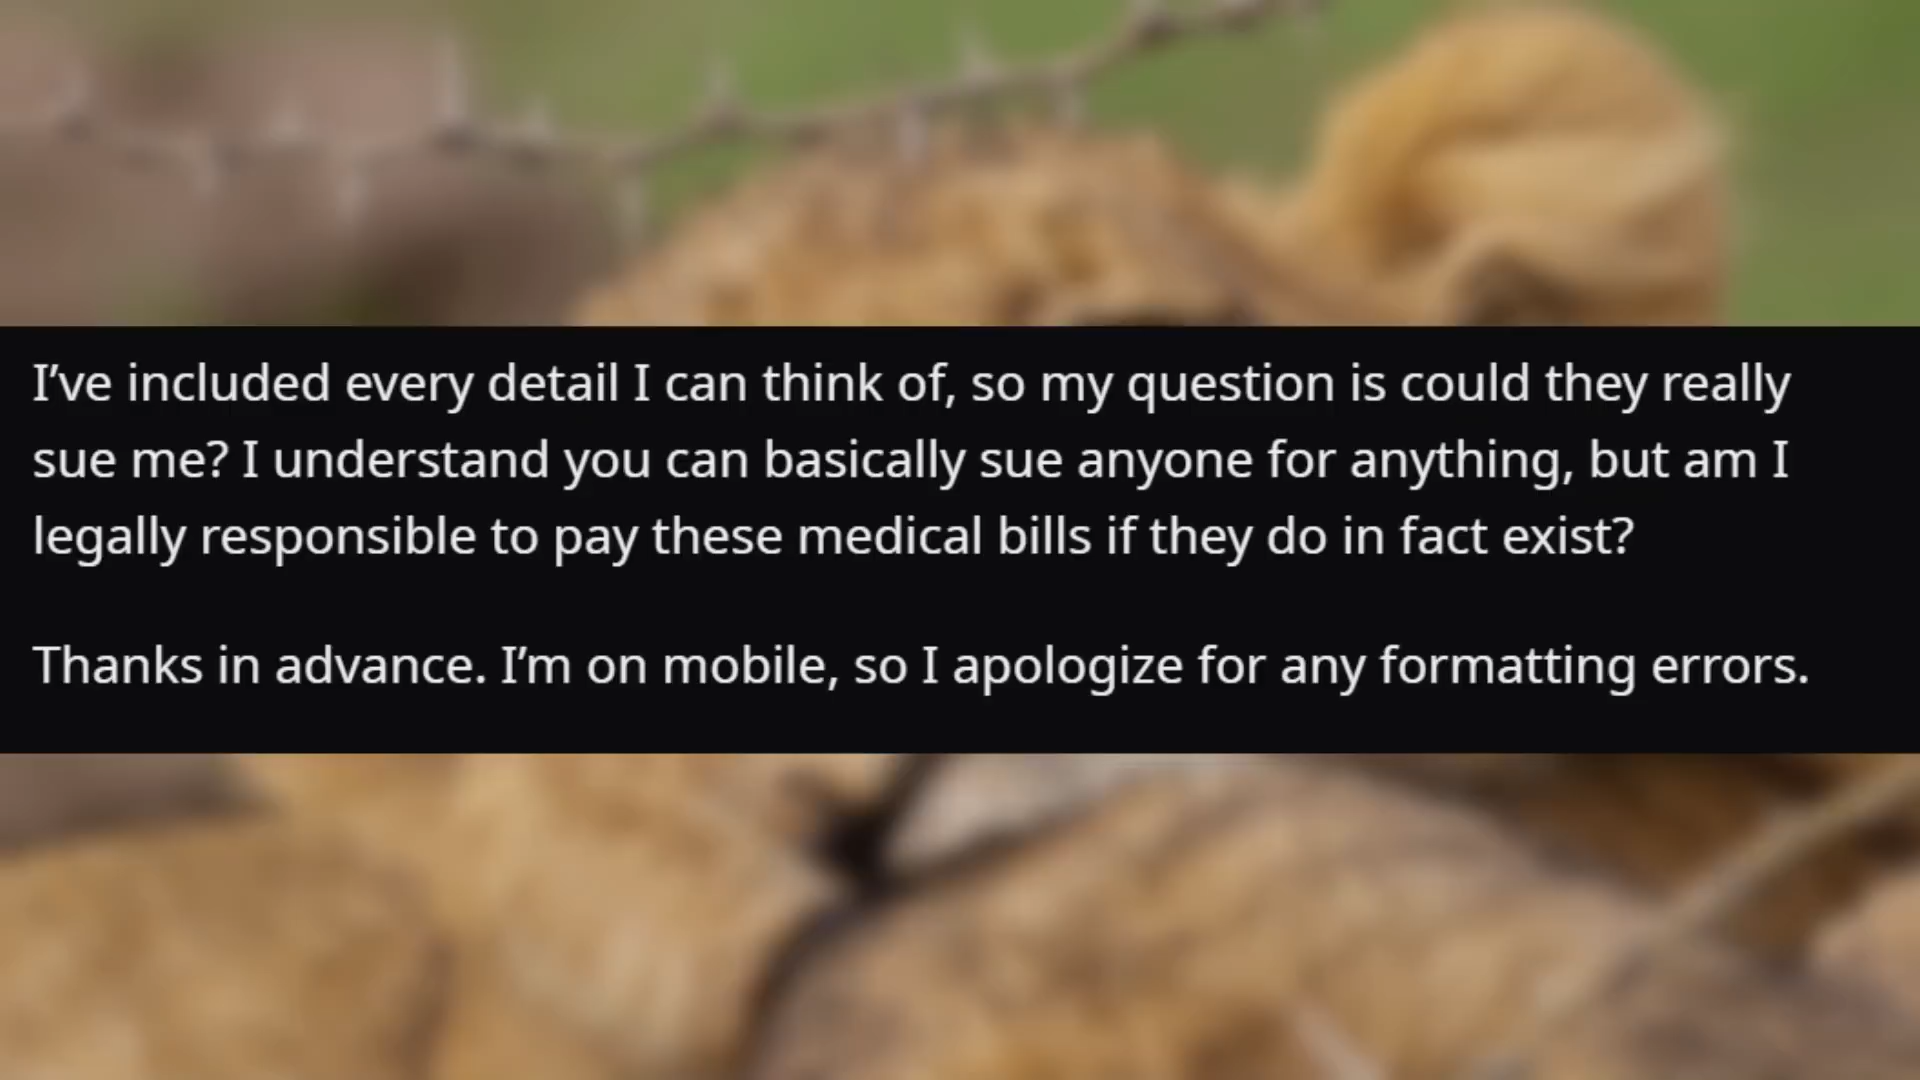 I’ve included every detail I can think of, so my question is could they really
sue me? I understand you can basically sue anyone for anything, but am I
legally responsible to pay these medical bills if they do in fact exist?
Thanks in advance. I’m on mobile, so I apologize for any formatting errors.